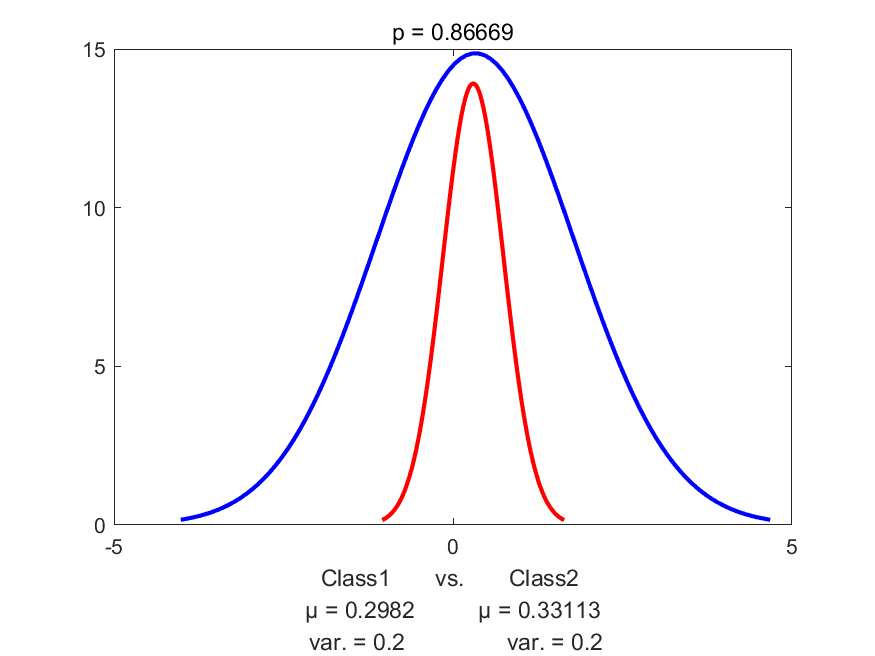 p = 0.86669
15
10
5
0
-5 0 5
Class1 vs. Class2
μ = 0.2982 μ = 0.33113
var. = 0.2 var. = 0.2